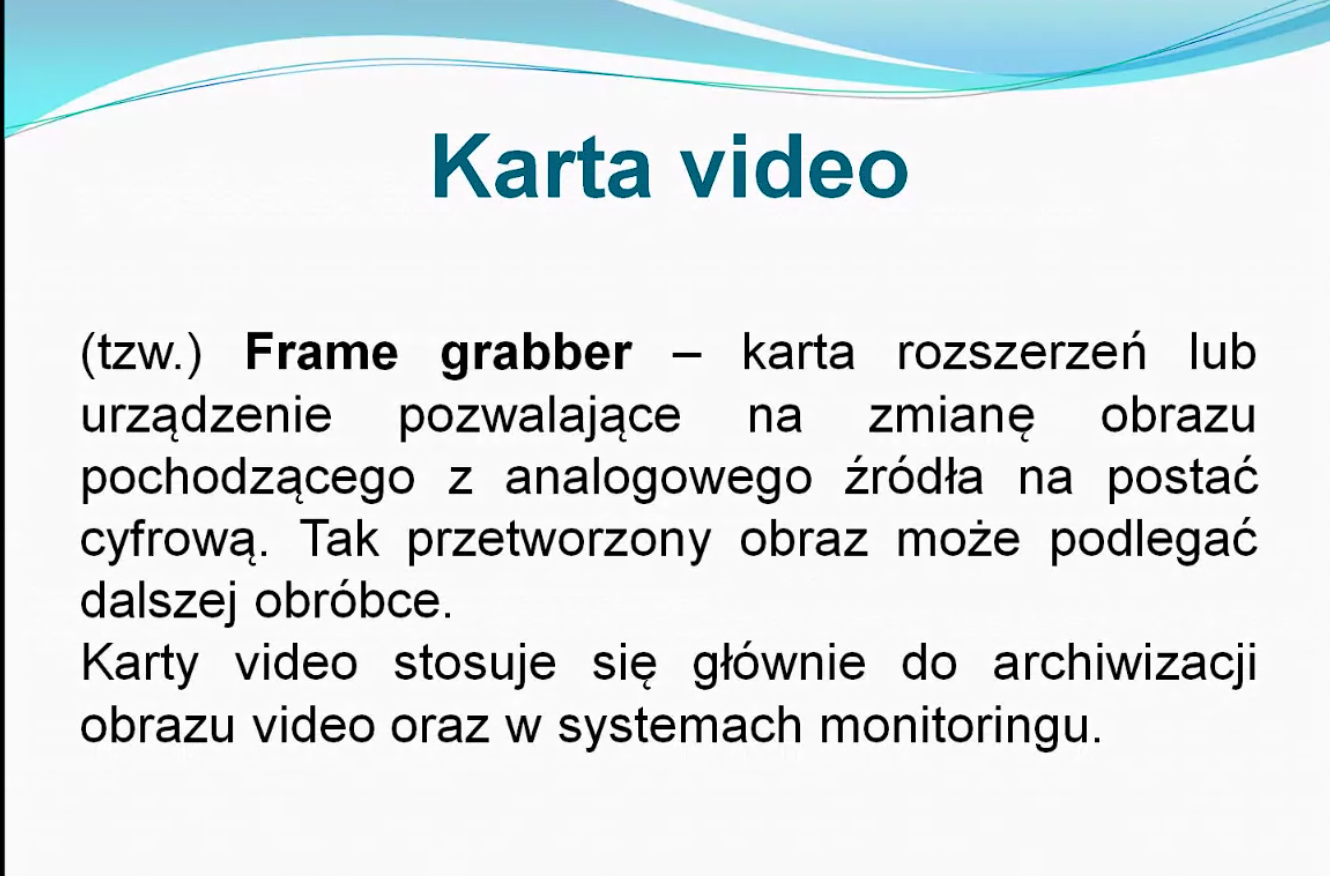 Karta video
(tzw.) Frame grabber – karta rozszerzeń lub
urządzenie pozwalające na zmianę obrazu
pochodzącego z analogowego źródła na postać
cyfrową. Tak przetworzony obraz może podlegać
dalszej obróbce.
Karty video stosuje się głównie do archiwizacji
obrazu video oraz w systemach monitoringu.